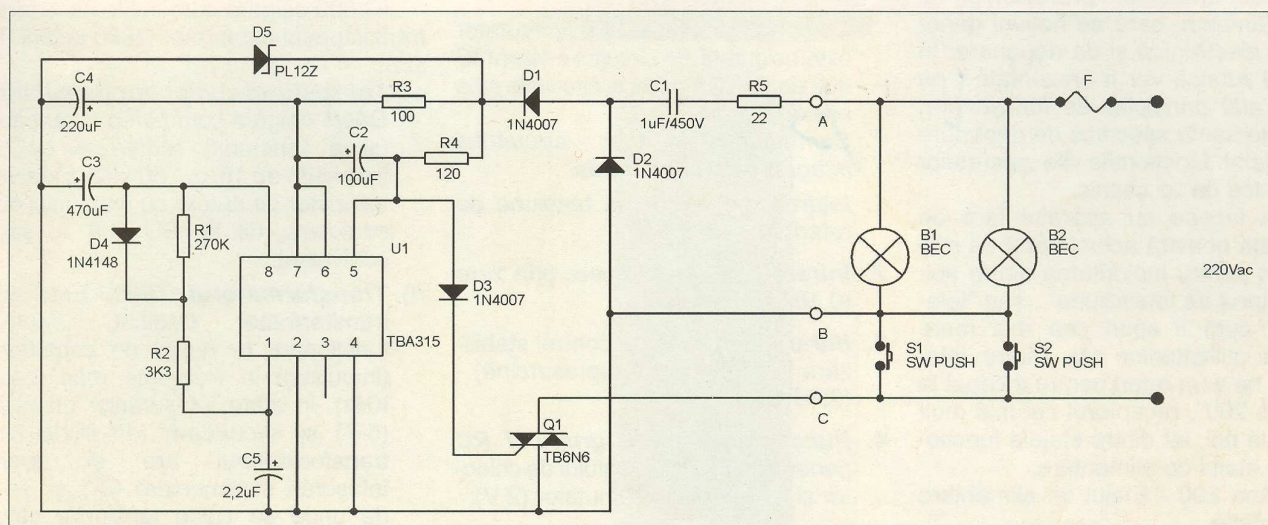 D5
PL12Z
C4
220uF
R3
100
D1
1N4007
C1
1uF/450V
R5
22
A
F
C2
100uF
R4
120
D2
1N4007
C3
470uF
R1
270K
D4
1N4148
U1
8 7 6 5
1 2 3 4
TBA315
D3
1N4007
B1
BEC
B2
BEC
220Vac
B
R2
3K3
S1
SW PUSH
S2
SW PUSH
C
Q1
TB6N6
C5
2,2uF